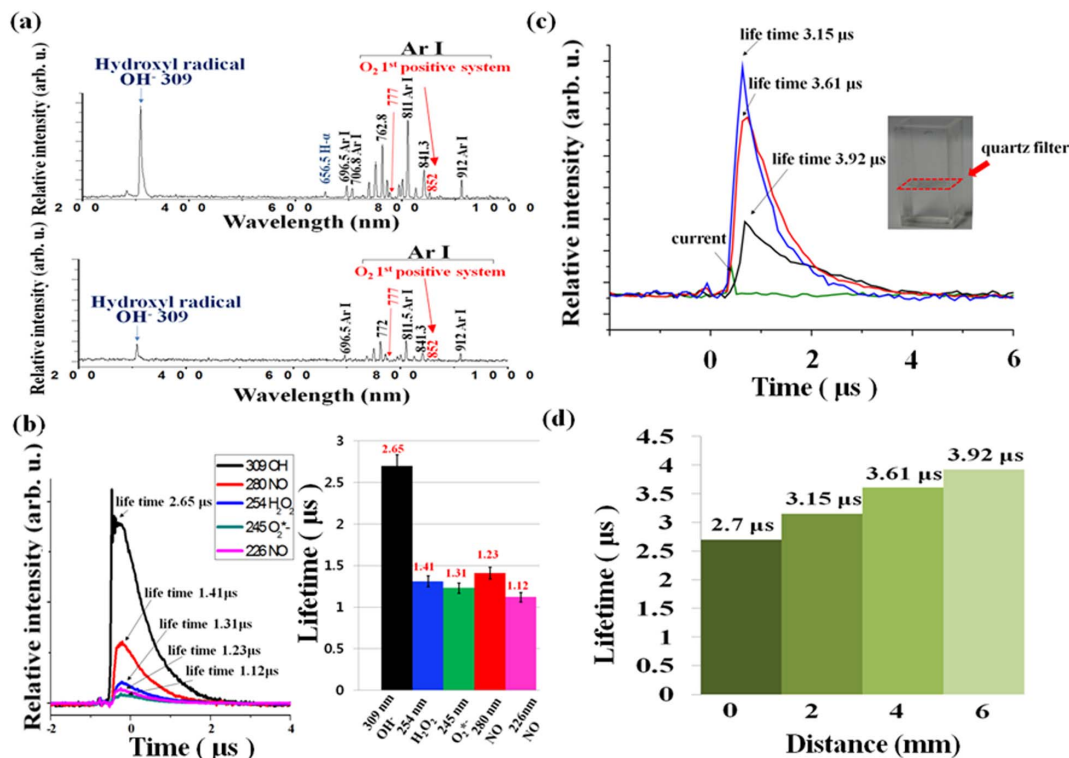 (a)
Ar I
O₂ 1st positive system
Hydroxyl radical
OH⁻ 309
656.5 H-α
696.5 Ar I
706.8 Ar I
762.8
777
811 Ar I
841.3
852
912 Ar I
Relative intensity (arb. u.)
200 400 600 800 1000
Wavelength (nm)
Ar I
O₂ 1st positive system
Hydroxyl radical
OH⁻ 309
696.5 Ar I
772
777
811.5 Ar I
841.3
852
912 Ar I
Relative intensity (arb. u.)
200 400 600 800 1000
Wavelength (nm)
(b)
309 OH
280 NO
254 H₂O₂
245 O₂*-
226 NO
life time 2.65 μs
life time 1.41μs
life time 1.31μs
life time 1.23μs
life time 1.12μs
Relative intensity (arb. u.)
-2 0 2 4
Time ( μs )
Lifetime ( μs )
3
2.5
2
1.5
1
0.5
0
2.65
1.41
1.31
1.23
1.12
309 nm OH⁻
254 nm H₂O₂
245 nm O₂*-
280 nm NO
226nm NO
(c)
life time 3.15 μs
life time 3.61 μs
life time 3.92 μs
quartz filter
current
Relative intensity (arb. u.)
0 2 4 6
Time ( μs )
(d)
Lifetime ( μs )
4.5
4
3.5
3
2.5
2
1.5
1
0.5
0
2.7 μs
3.15 μs
3.61 μs
3.92 μs
0 2 4 6
Distance (mm)